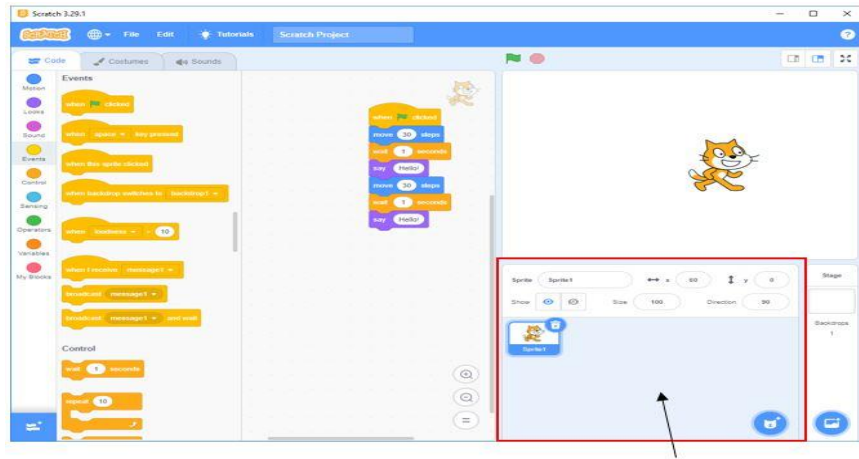 Scratch 3.29.1
SCRATCH File Edit Tutorials Scratch Project
Code Costumes Sounds
Motion
Looks
Sound
Events
Control
Sensing
Operators
Variables
My Blocks
Events
when clicked
when space key pressed
when this sprite clicked
when backdrop switches to backdrop1
when loudness > 10
when I receive message1
broadcast message1
broadcast message1 and wait
Control
wait 1 seconds
repeat 10
when clicked
move 30 steps
wait 1 seconds
say Hello!
move 30 steps
wait 1 seconds
say Hello!
Sprite Sprite1 x 60 y 0
Show Size 100 Direction 90
Sprite1
Stage
Backdrops
1